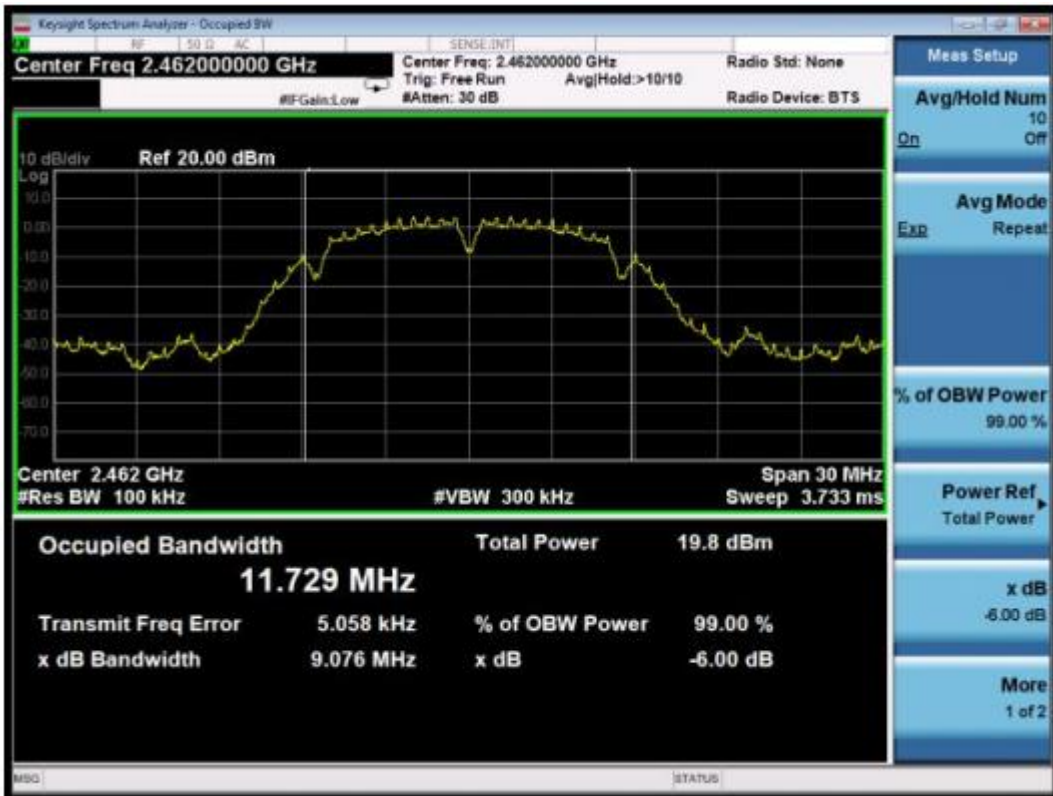 Keysight Spectrum Analyzer - Occupied BW
RF 50 Ω AC SENSE:INT
Center Freq 2.462000000 GHz
Center Freq: 2.462000000 GHz
Radio Std: None
Trig: Free Run Avg|Hold:>10/10
#IFGain:Low
#Atten: 30 dB
Radio Device: BTS
10 dB/div Ref 20.00 dBm
Log
10.0
0.00
-10.0
-20.0
-30.0
-40.0
-50.0
-60.0
-70.0
Center 2.462 GHz
Span 30 MHz
#Res BW 100 kHz
#VBW 300 kHz
Sweep 3.733 ms
Occupied Bandwidth
11.729 MHz
Total Power 19.8 dBm
Transmit Freq Error 5.058 kHz
% of OBW Power 99.00 %
x dB Bandwidth 9.076 MHz
x dB -6.00 dB
MSG
STATUS
Meas Setup
Avg/Hold Num
10
On Off
Avg Mode
Exp Repeat
% of OBW Power
99.00 %
Power Ref
Total Power
x dB
-6.00 dB
More
1 of 2